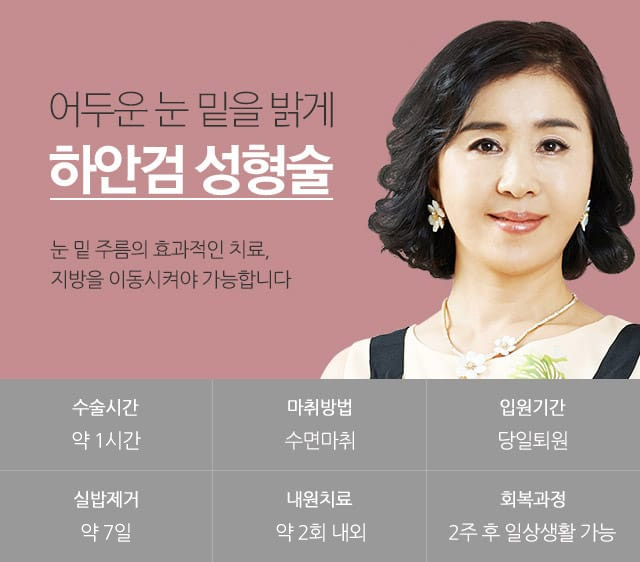 어두운 눈 밑을 밝게
하안검 성형술
눈 밑 주름의 효과적인 치료,
지방을 이동시켜야 가능합니다
수술시간
약 1시간
마취방법
수면마취
입원기간
당일퇴원
실밥제거
약 7일
내원치료
약 2회 내외
회복과정
2주 후 일상생활 가능